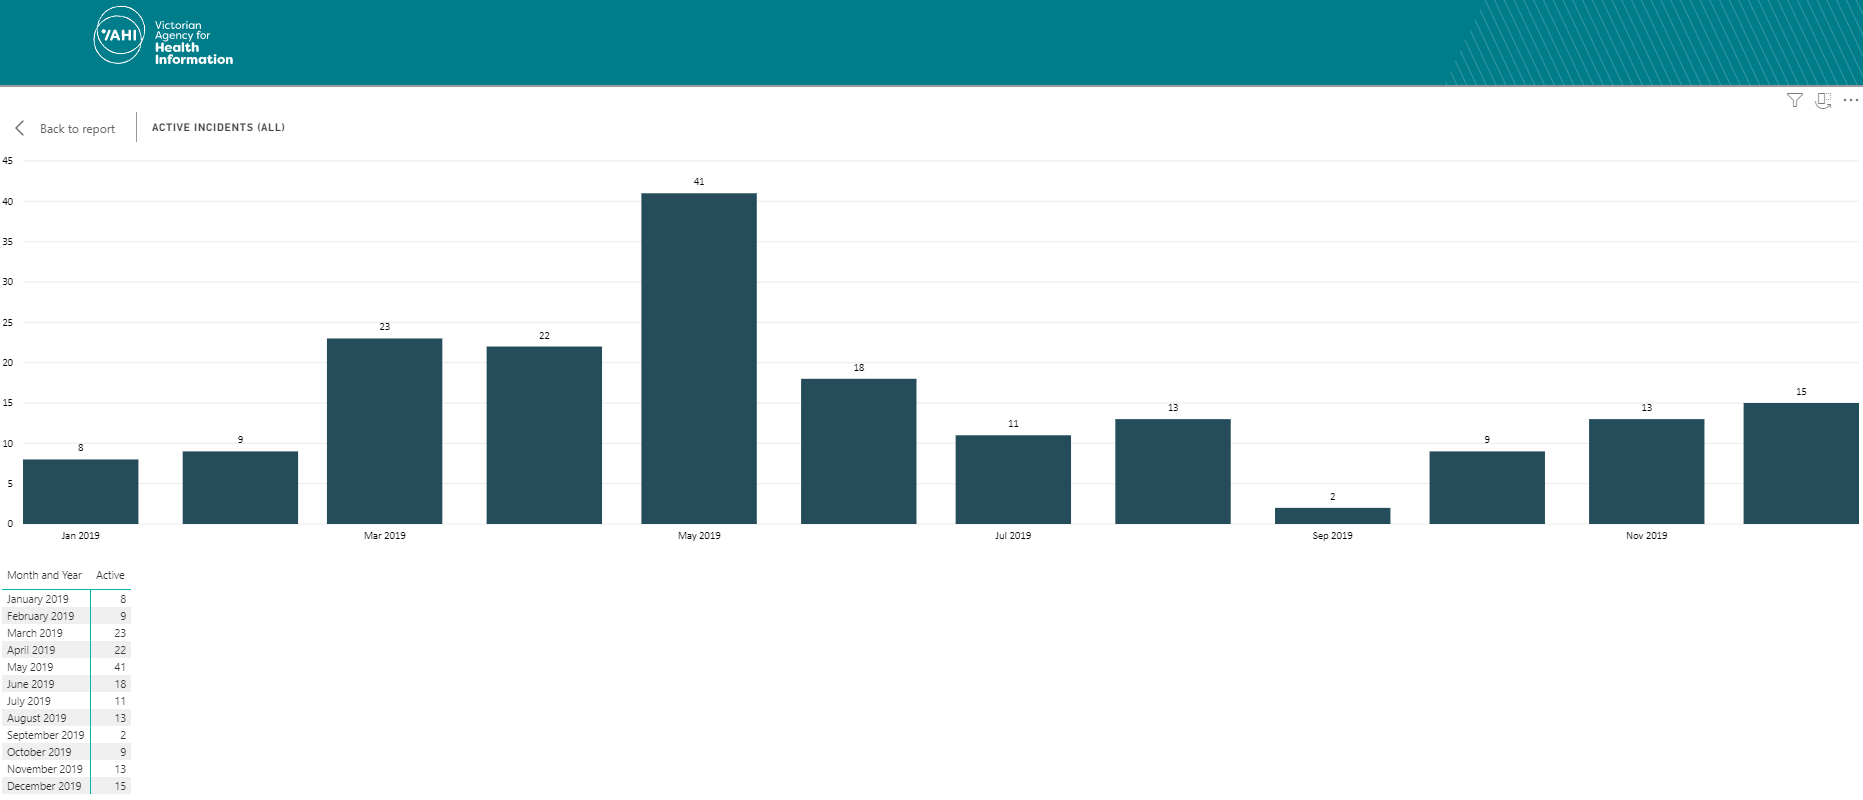 VAHI
Victorian
Agency for
Health
Information
Back to report
ACTIVE INCIDENTS (ALL)
45
40
35
30
25
20
15
10
5
0
8
9
23
22
41
18
11
13
2
9
13
15
Jan 2019
Mar 2019
May 2019
Jul 2019
Sep 2019
Nov 2019
Month and Year Active
January 2019 8
February 2019 9
March 2019 23
April 2019 22
May 2019 41
June 2019 18
July 2019 11
August 2019 13
September 2019 2
October 2019 9
November 2019 13
December 2019 15